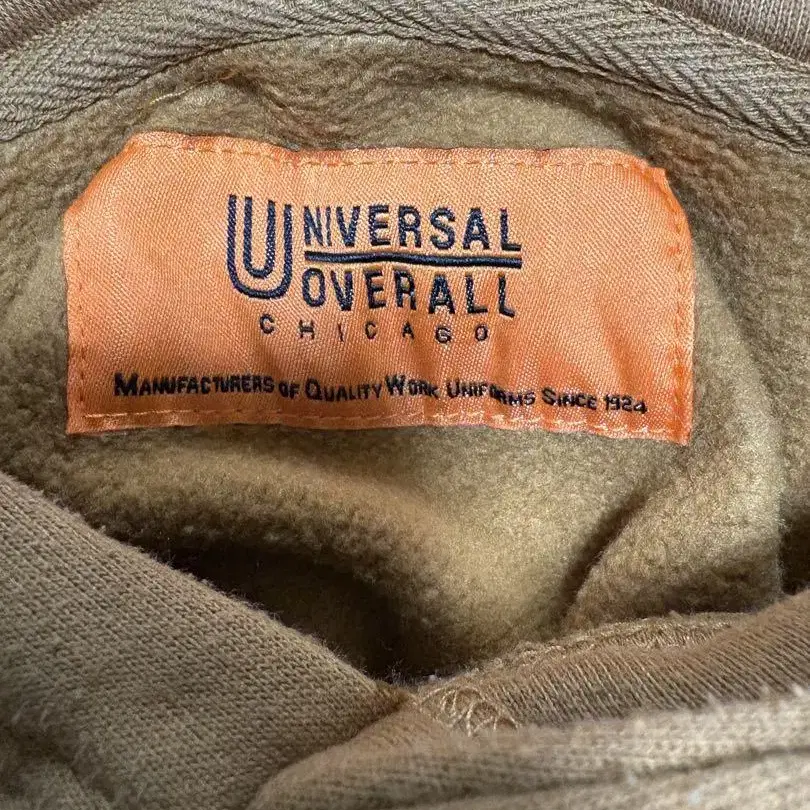 UNIVERSAL
OVERALL
CHICAGO
MANUFACTURERS OF QUALITY WORK UNIFORMS SINCE 1924